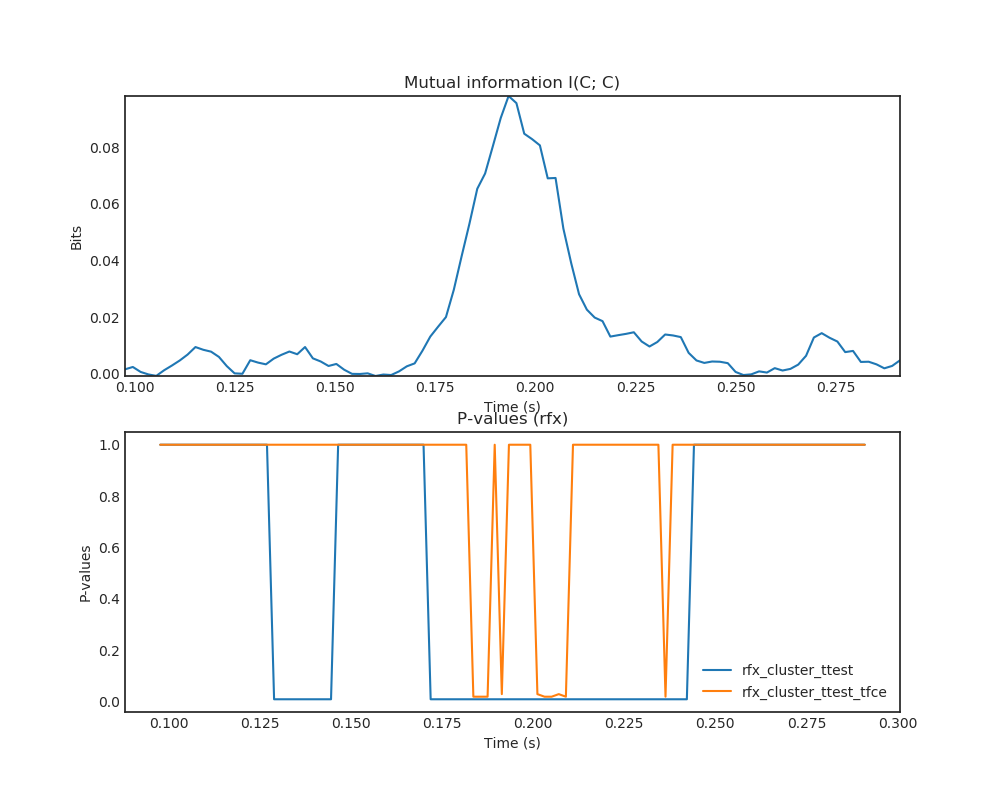 Mutual information I(C; C)
0.08
0.06
0.04
0.02
0.00
Bits
0.100 0.125 0.150 0.175 0.200 0.225 0.250 0.275
Time (s)
P-values (rfx)
1.0
0.8
0.6
0.4
0.2
0.0
P-values
rfx_cluster_ttest
rfx_cluster_ttest_tfce
0.100 0.125 0.150 0.175 0.200 0.225 0.250 0.275 0.300
Time (s)